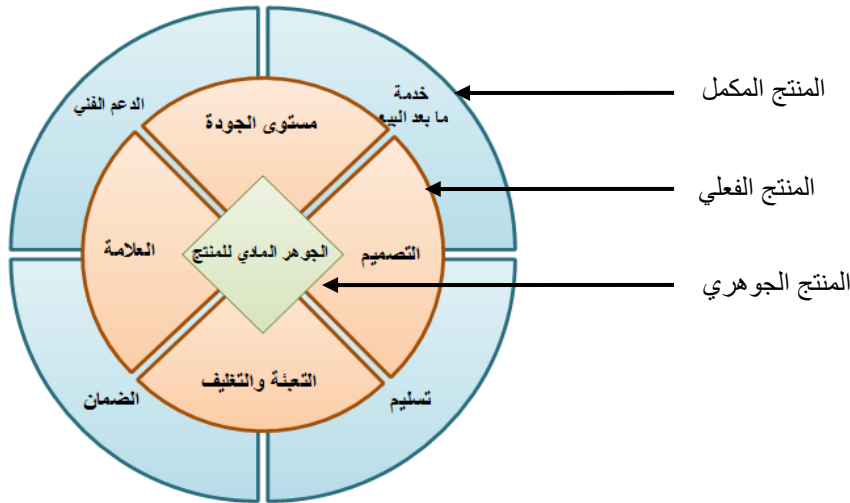 خدمة
ما بعد البيع
المنتج المكمل
الدعم الفني
مستوى الجودة
المنتج الفعلي
التصميم
الجوهر المادي للمنتج
العلامة
المنتج الجوهري
التعبئة والتغليف
تسليم
الضمان